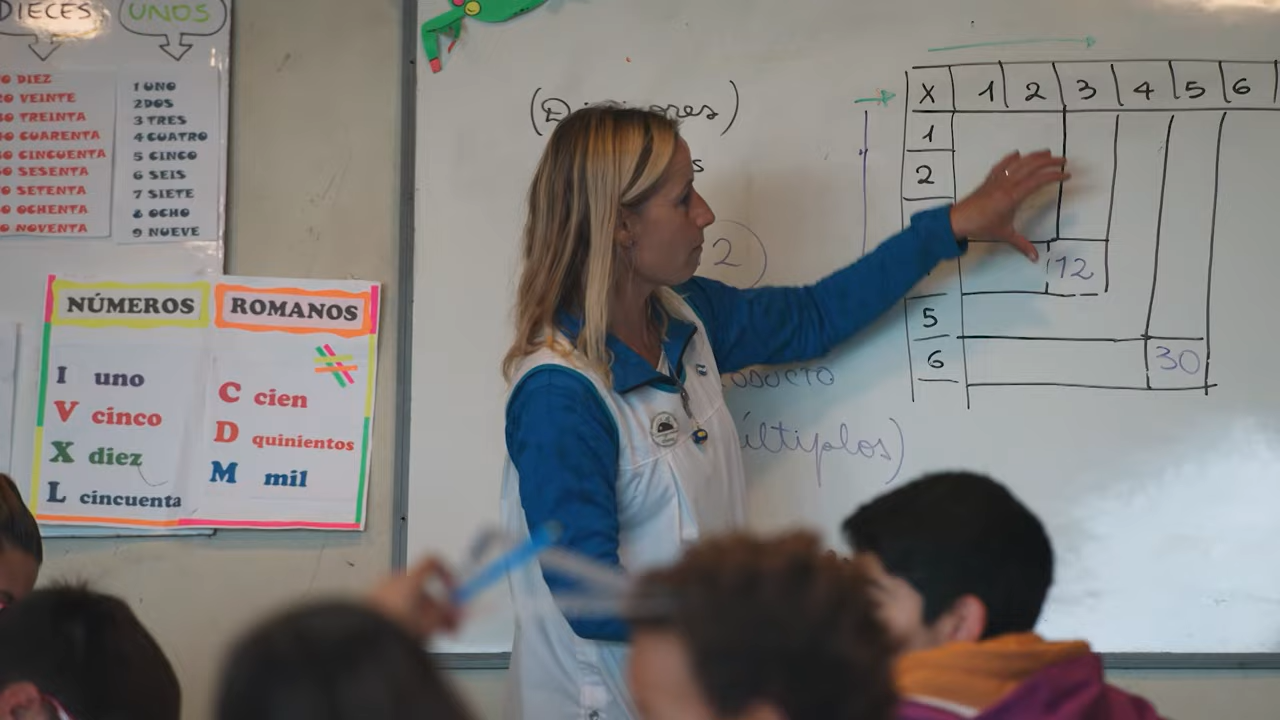 DIECES
UNOS
DIEZ
VEINTE
TREINTA
CUARENTA
CINCUENTA
SESENTA
SETENTA
OCHENTA
NOVENTA
1 UNO
2 DOS
3 TRES
4 CUATRO
5 CINCO
6 SEIS
7 SIETE
8 OCHO
9 NUEVE
NÚMEROS ROMANOS
I uno
V cinco
X diez
L cincuenta
C cien
D quinientos
M mil
2
X 1 2 3 4 5 6
1
2
12
5
6 30